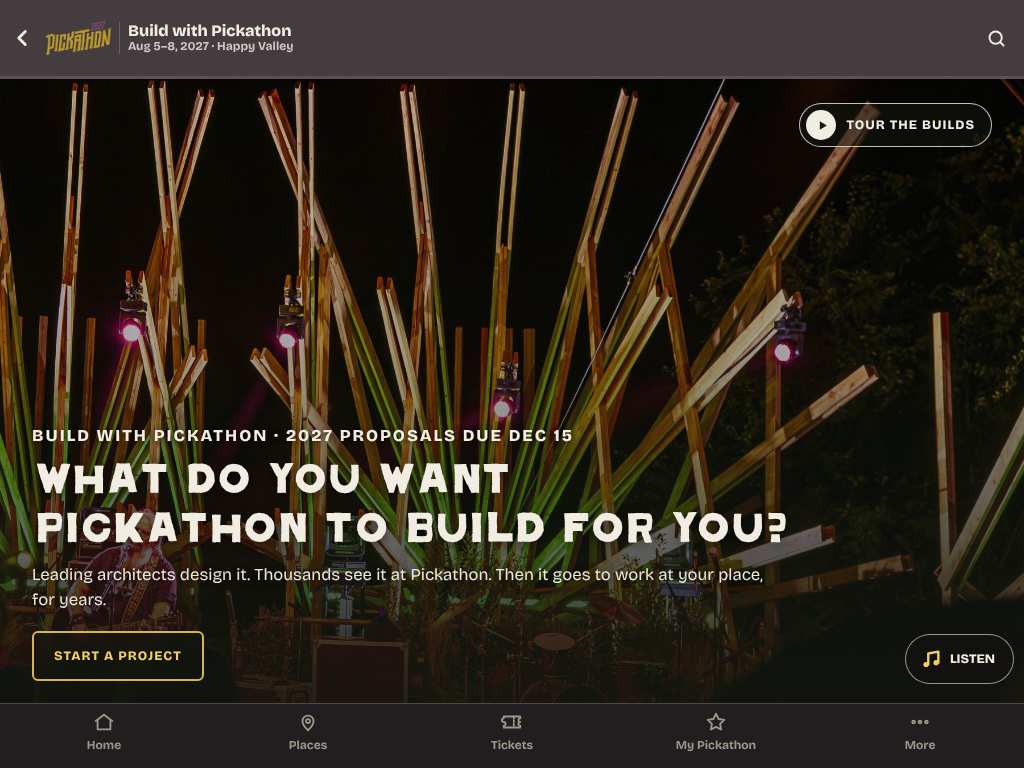 PICKATHON
Build with Pickathon
Aug 5–8, 2027 · Happy Valley
TOUR THE BUILDS
BUILD WITH PICKATHON · 2027 PROPOSALS DUE DEC 15
WHAT DO YOU WANT
PICKATHON TO BUILD FOR YOU?
Leading architects design it. Thousands see it at Pickathon. Then it goes to work at your place,
for years.
START A PROJECT
LISTEN
Home
Places
Tickets
My Pickathon
More